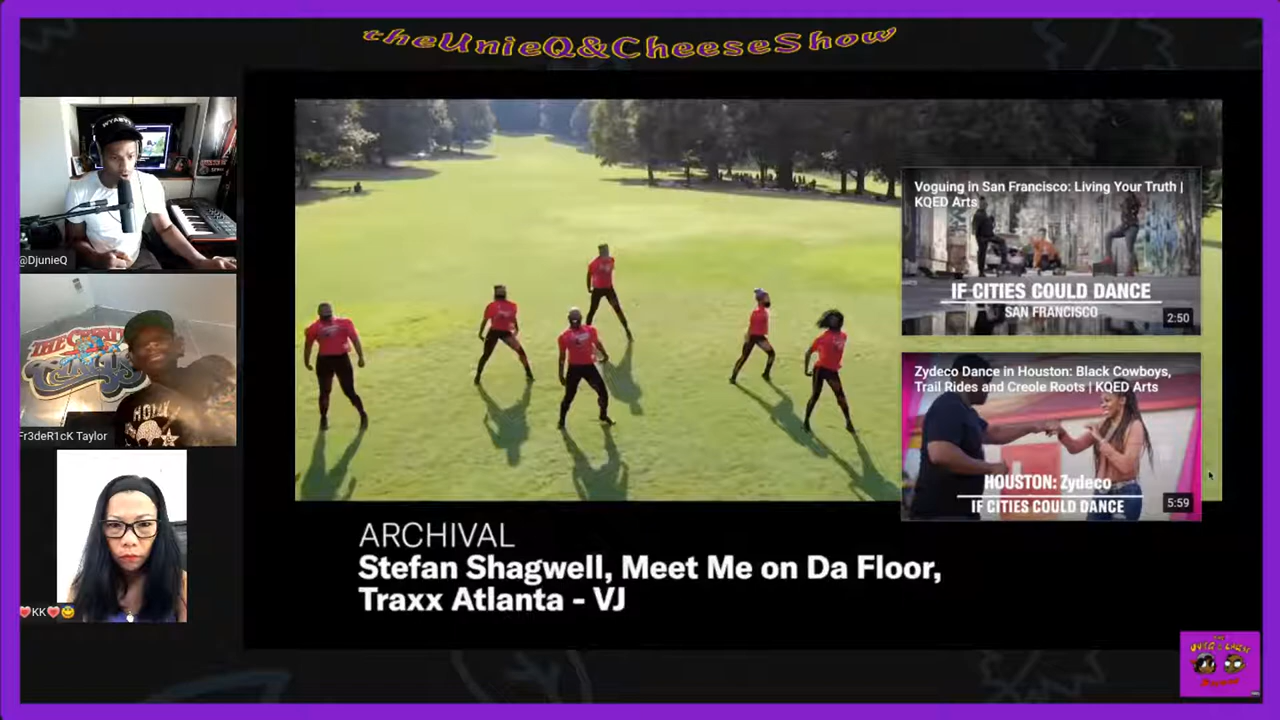 theUnieQ&CheeseShow
@DjunieQ
Fr3deR1cK Taylor
❤️KK❤️😇
Voguing in San Francisco: Living Your Truth |
KQED Arts
IF CITIES COULD DANCE
SAN FRANCISCO
2:50
Zydeco Dance in Houston: Black Cowboys,
Trail Rides and Creole Roots | KQED Arts
HOUSTON: Zydeco
IF CITIES COULD DANCE
5:59
ARCHIVAL
Stefan Shagwell, Meet Me on Da Floor,
Traxx Atlanta - VJ